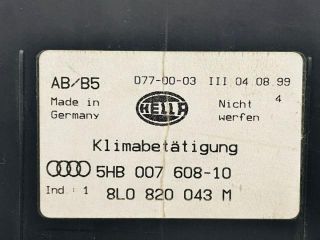 AB/B5 D77-00-03 III 04.08.99
Made in Germany HELLA Nicht werfen 4
Klimabetätigung
5HB 007 608-10
Ind.: 1 8L0 820 043 M